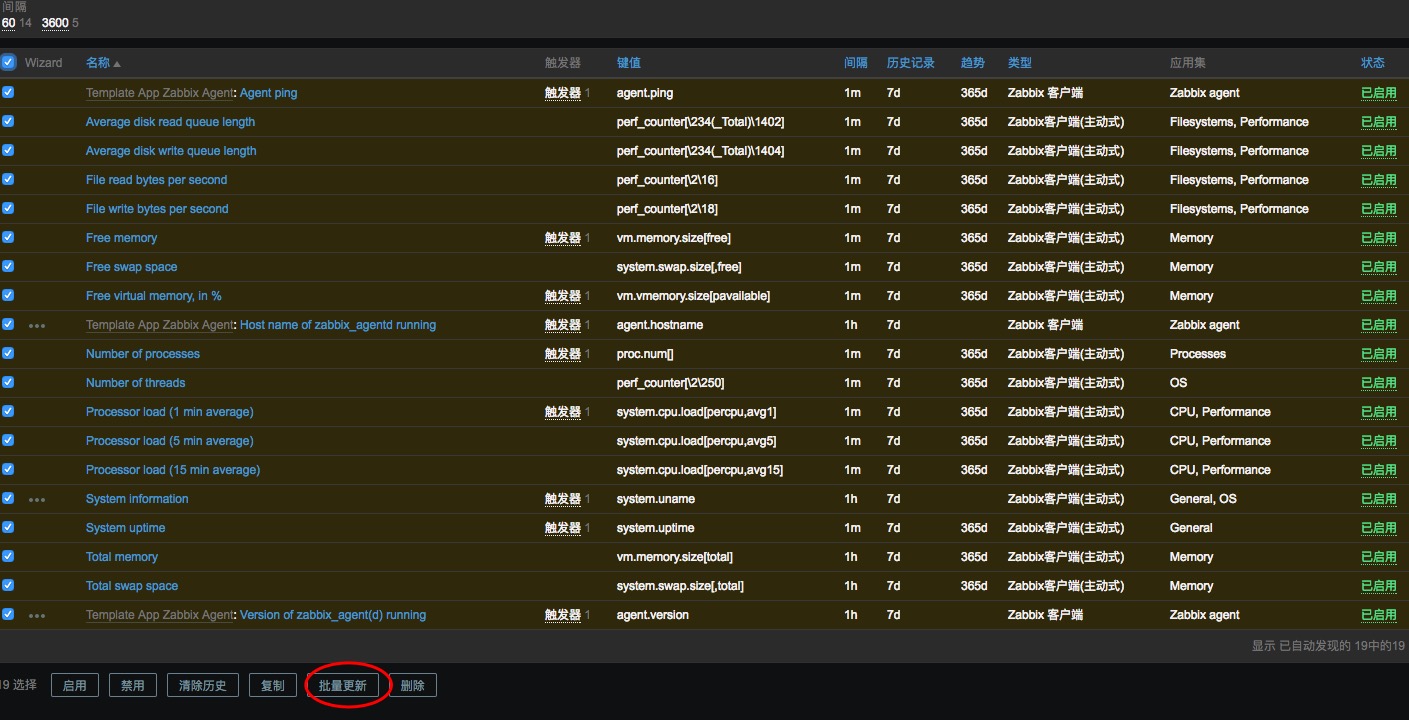 间隔
60 14 3600 5
Wizard 名称 触发器 键值 间隔 历史记录 趋势 类型 应用集 状态
Template App Zabbix Agent: Agent ping 触发器 1 agent.ping 1m 7d 365d Zabbix 客户端 Zabbix agent 已启用
Average disk read queue length perf_counter[\234(_Total)\1402] 1m 7d 365d Zabbix客户端(主动式) Filesystems, Performance 已启用
Average disk write queue length perf_counter[\234(_Total)\1404] 1m 7d 365d Zabbix客户端(主动式) Filesystems, Performance 已启用
File read bytes per second perf_counter[\2\16] 1m 7d 365d Zabbix客户端(主动式) Filesystems, Performance 已启用
File write bytes per second perf_counter[\2\18] 1m 7d 365d Zabbix客户端(主动式) Filesystems, Performance 已启用
Free memory 触发器 1 vm.memory.size[free] 1m 7d 365d Zabbix客户端(主动式) Memory 已启用
Free swap space system.swap.size[,free] 1m 7d 365d Zabbix客户端(主动式) Memory 已启用
Free virtual memory, in % 触发器 1 vm.vmemory.size[pavailable] 1m 7d 365d Zabbix客户端(主动式) Memory 已启用
Template App Zabbix Agent: Host name of zabbix_agentd running 触发器 1 agent.hostname 1h 7d Zabbix 客户端 Zabbix agent 已启用
Number of processes 触发器 1 proc.num[] 1m 7d 365d Zabbix客户端(主动式) Processes 已启用
Number of threads perf_counter[\2\250] 1m 7d 365d Zabbix客户端(主动式) OS 已启用
Processor load (1 min average) 触发器 1 system.cpu.load[percpu,avg1] 1m 7d 365d Zabbix客户端(主动式) CPU, Performance 已启用
Processor load (5 min average) system.cpu.load[percpu,avg5] 1m 7d 365d Zabbix客户端(主动式) CPU, Performance 已启用
Processor load (15 min average) system.cpu.load[percpu,avg15] 1m 7d 365d Zabbix客户端(主动式) CPU, Performance 已启用
System information 触发器 1 system.uname 1h 7d Zabbix客户端(主动式) General, OS 已启用
System uptime 触发器 1 system.uptime 1m 7d 365d Zabbix客户端(主动式) General 已启用
Total memory vm.memory.size[total] 1h 7d 365d Zabbix客户端(主动式) Memory 已启用
Total swap space system.swap.size[,total] 1h 7d 365d Zabbix客户端(主动式) Memory 已启用
Template App Zabbix Agent: Version of zabbix_agent(d) running 触发器 1 agent.version 1h 7d Zabbix 客户端 Zabbix agent 已启用
显示 已自动发现的 19中的19
19 选择 启用 禁用 清除历史 复制 批量更新 删除